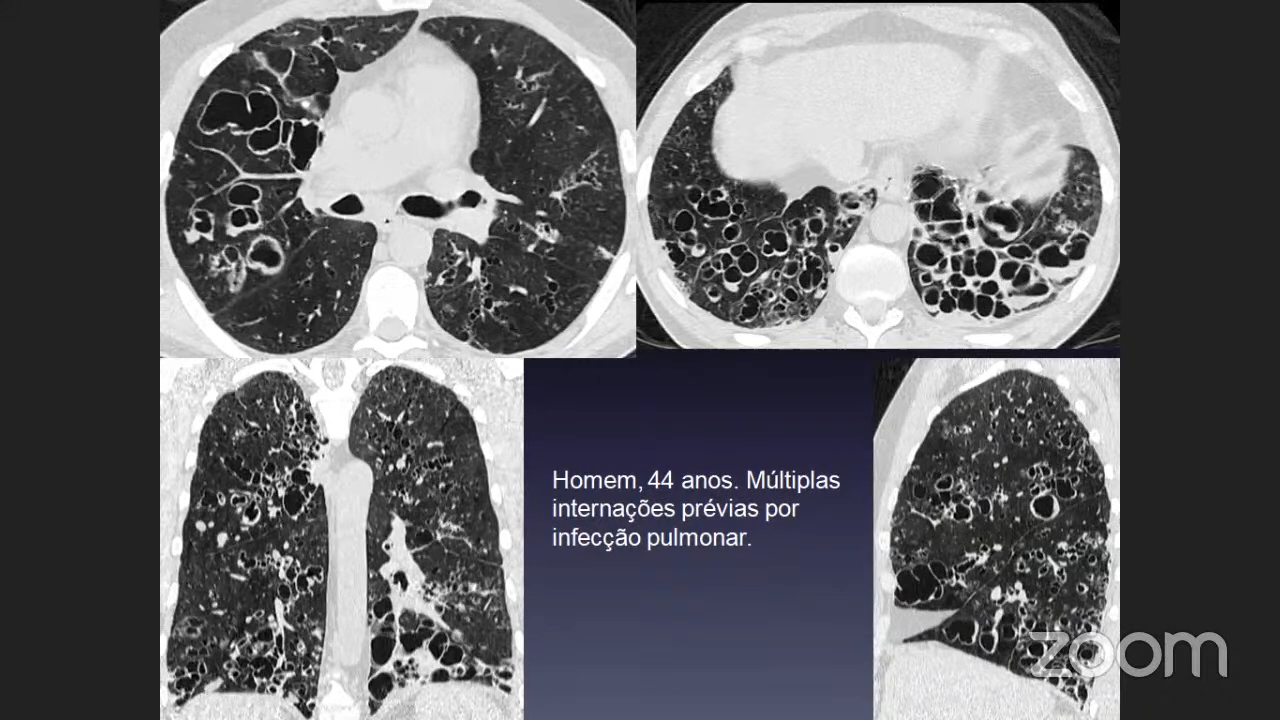 Homem, 44 anos. Múltiplas
internações prévias por
infecção pulmonar.
zoom